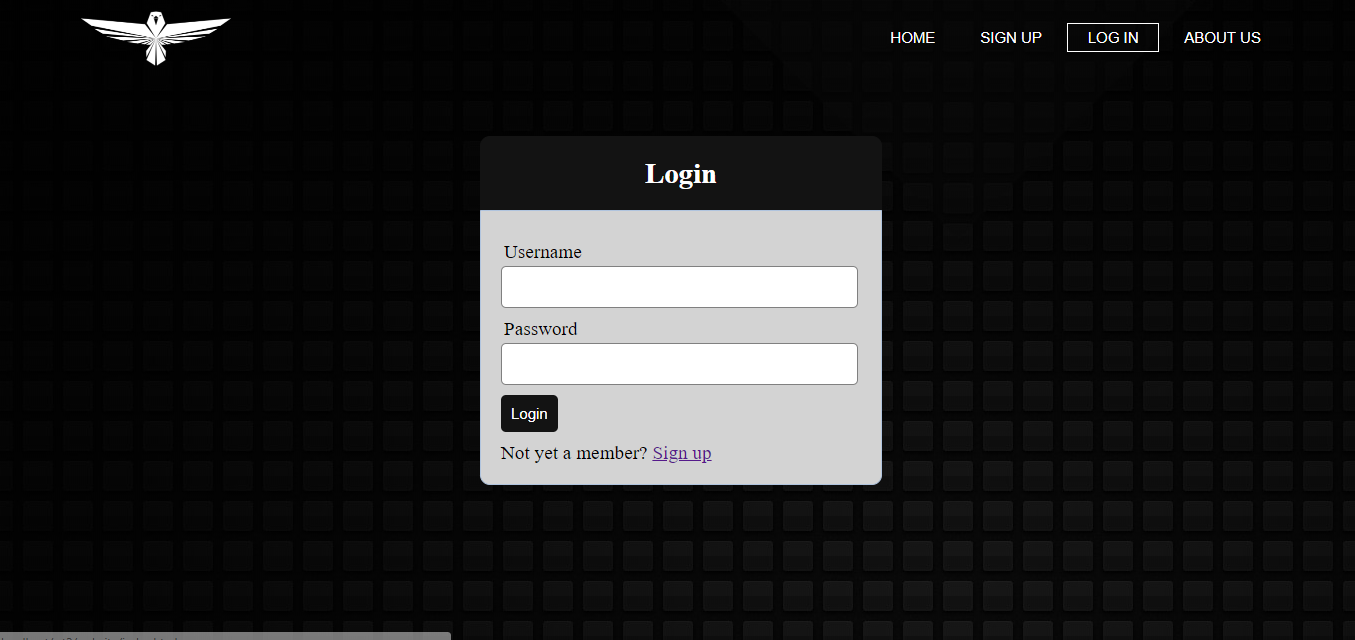 HOME SIGN UP LOG IN ABOUT US
Login
Username
Password
Login
Not yet a member? Sign up